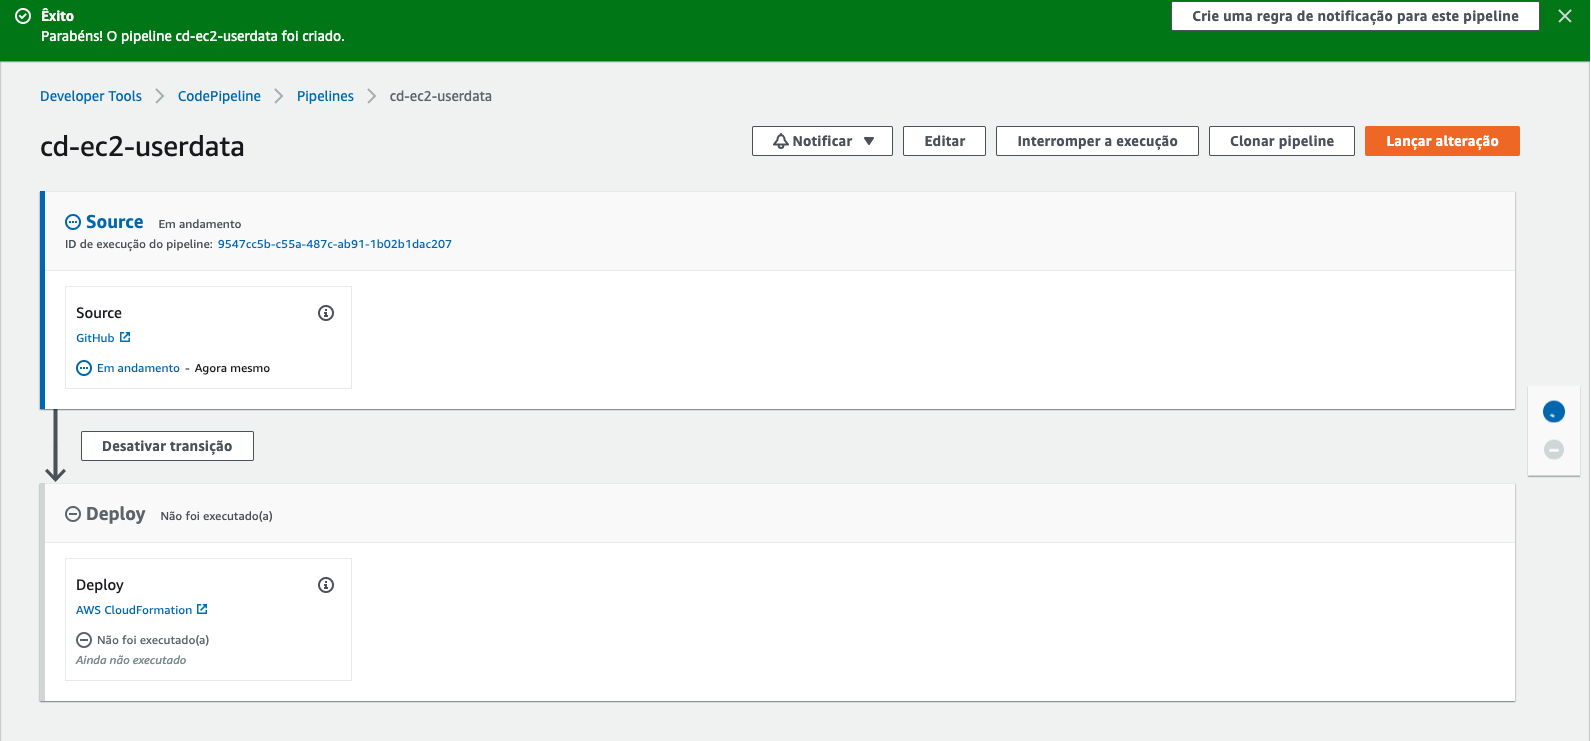 Êxito
Parabéns! O pipeline cd-ec2-userdata foi criado.
Crie uma regra de notificação para este pipeline
Developer Tools
CodePipeline
Pipelines
cd-ec2-userdata
cd-ec2-userdata
Notificar
Editar
Interromper a execução
Clonar pipeline
Lançar alteração
Source Em andamento
ID de execução do pipeline: 9547cc5b-c55a-487c-ab91-1b02b1dac207
Source
GitHub
Em andamento - Agora mesmo
Desativar transição
Deploy Não foi executado(a)
Deploy
AWS CloudFormation
Não foi executado(a)
Ainda não executado